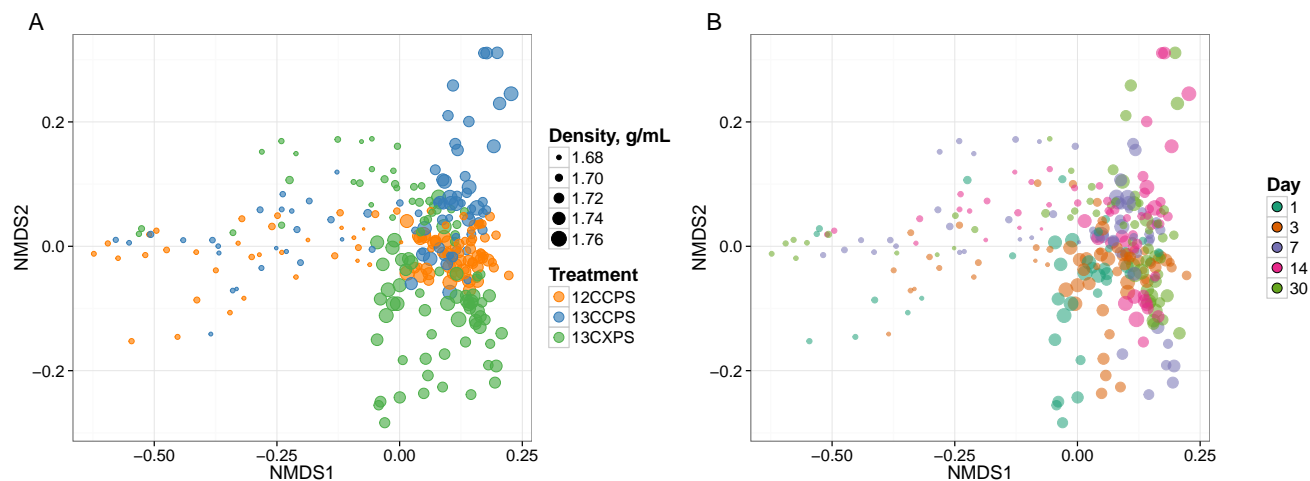 A
NMDS2
0.2
0.0
−0.2
−0.50
−0.25
0.00
0.25
NMDS1
Density, g/mL
1.68
1.70
1.72
1.74
1.76
Treatment
12CCPS
13CCPS
13CXPS
B
NMDS2
0.2
0.0
−0.2
−0.50
−0.25
0.00
0.25
NMDS1
Day
1
3
7
14
30